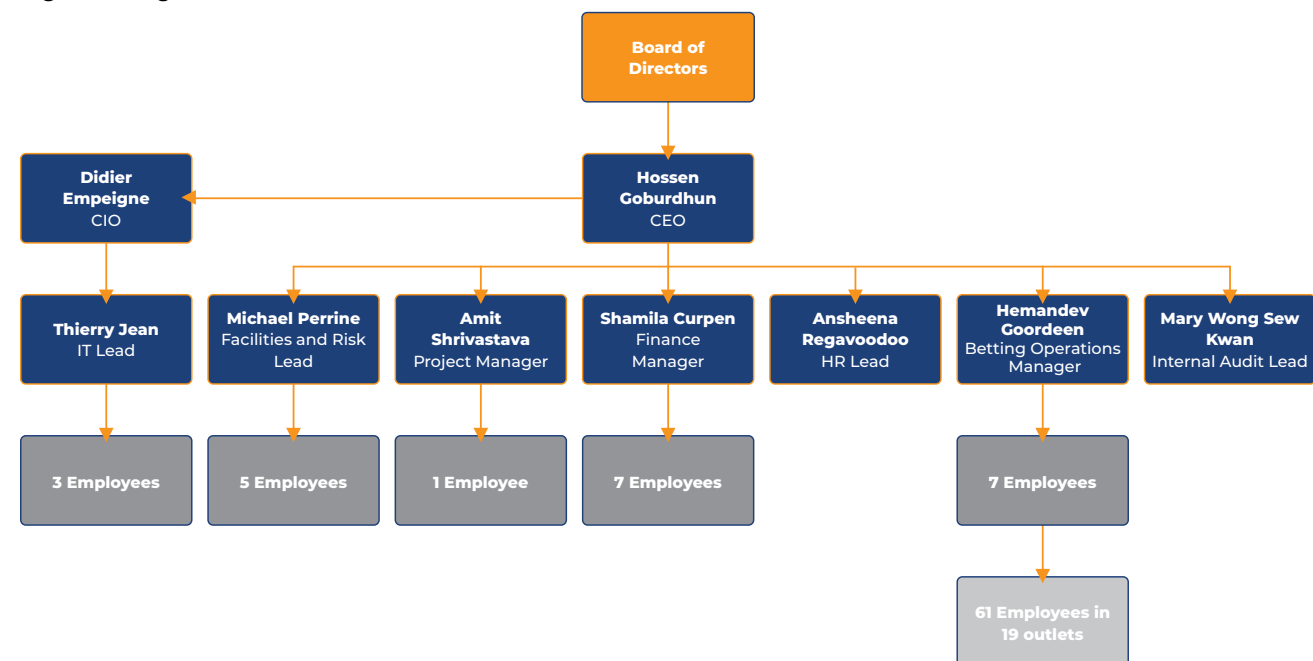 Board of
Directors
Didier
Empeigne
CIO
Hossen
Goburdhun
CEO
Thierry Jean
IT Lead
Michael Perrine
Facilities and Risk
Lead
Amit
Shrivastava
Project Manager
Shamila Curpen
Finance
Manager
Ansheena
Regavoodoo
HR Lead
Hemandev
Goordeen
Betting Operations
Manager
Mary Wong Sew
Kwan
Internal Audit Lead
3 Employees
5 Employees
1 Employee
7 Employees
7 Employees
61 Employees in
19 outlets